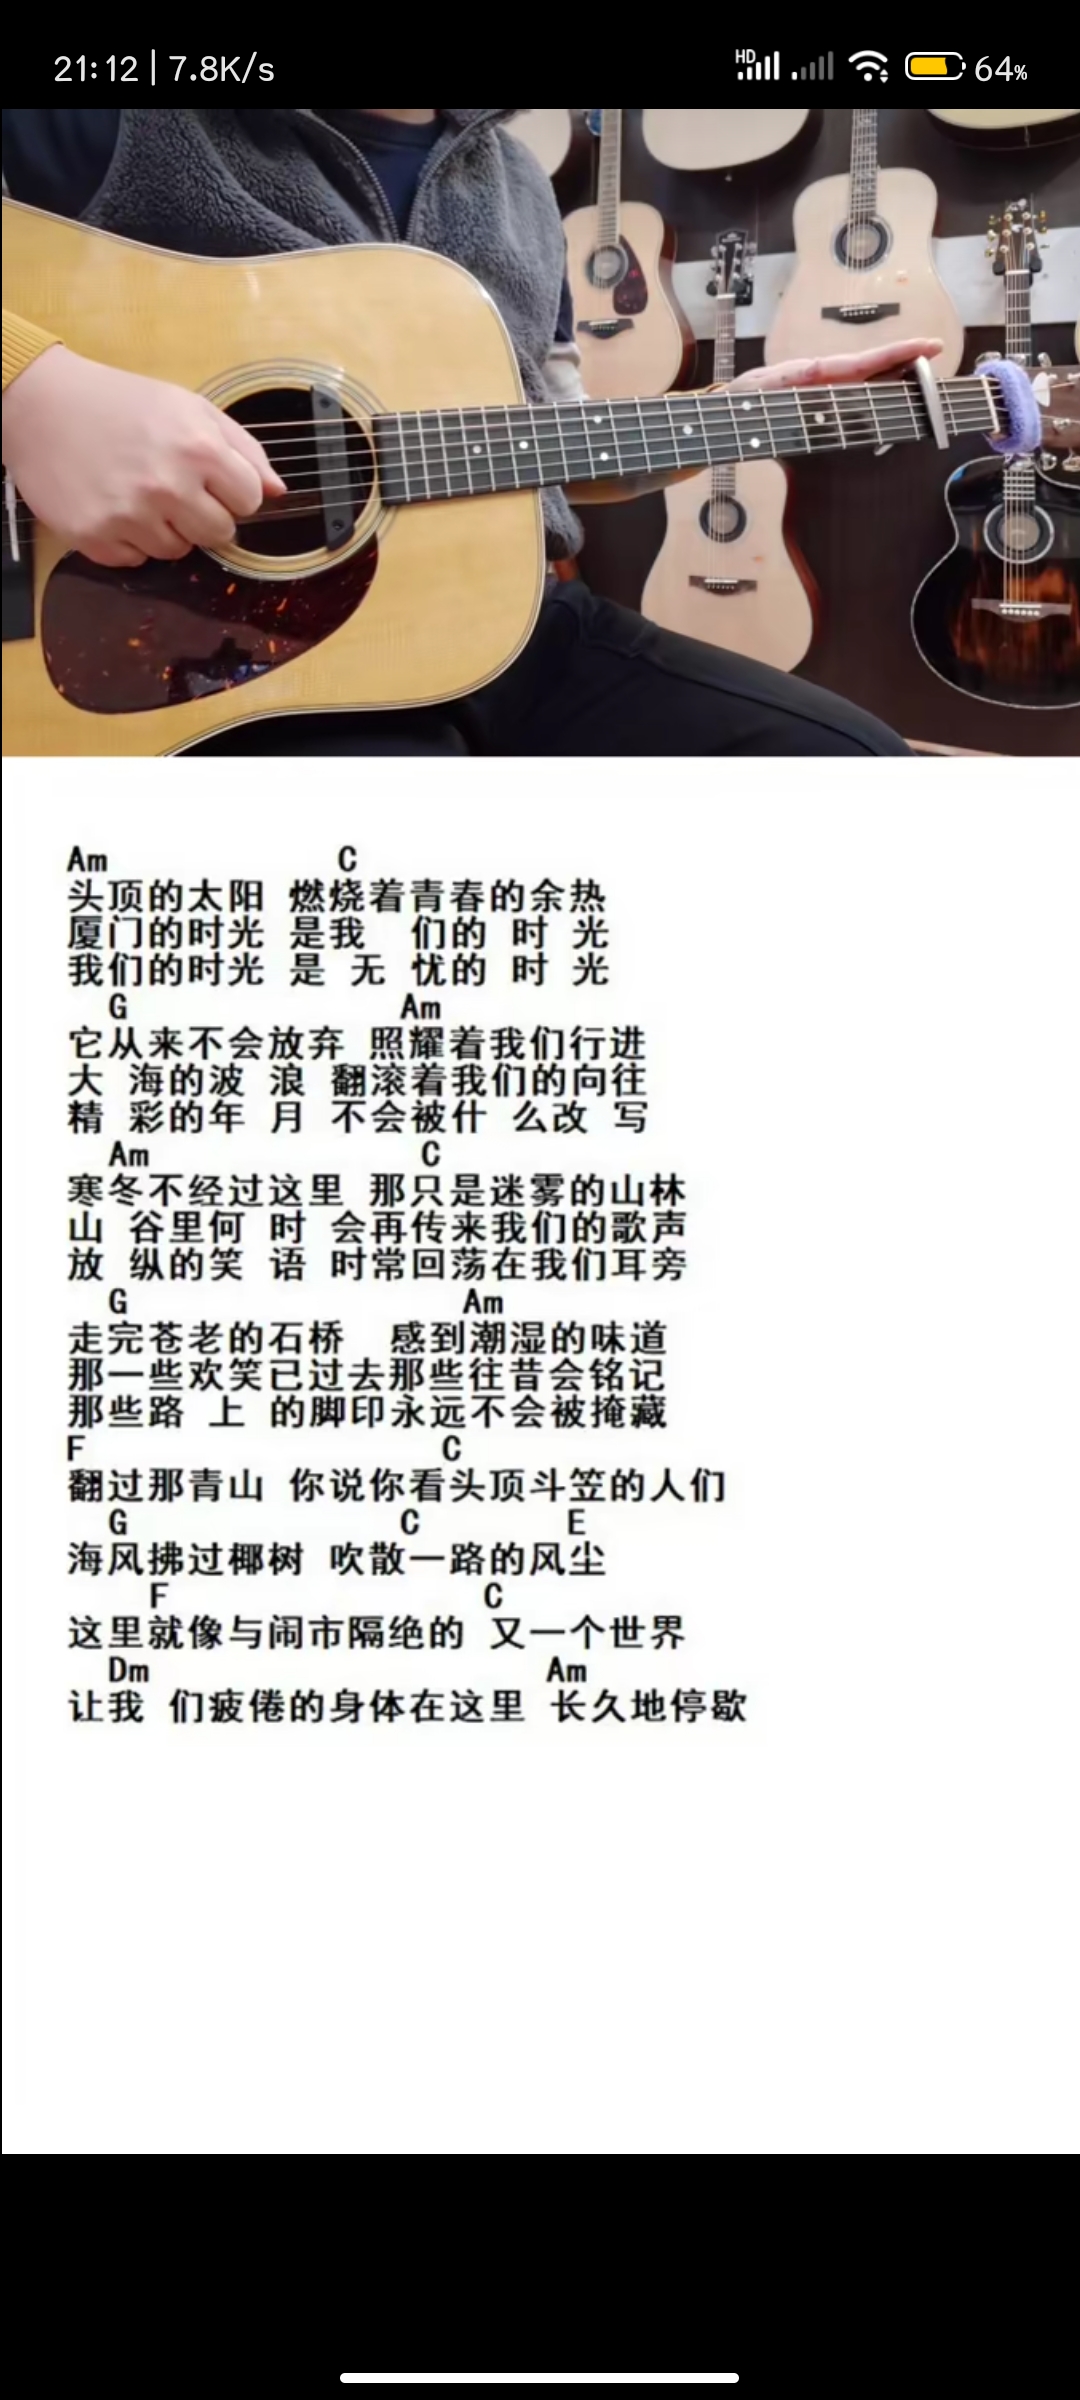 21:12 | 7.8K/s HD 64%
Am C
头顶的太阳 燃烧着青春的余热
厦门的时光 是我 们的 时 光
我们的时光 是 无 忧的 时 光
G Am
它从来不会放弃 照耀着我们行进
大 海的波 浪 翻滚着我们的向往
精 彩的年 月 不会被什 么改 写
Am C
寒冬不经过这里 那只是迷雾的山林
山 谷里何 时 会再传来我们的歌声
放 纵的笑 语 时常回荡在我们耳旁
G Am
走完苍老的石桥 感到潮湿的味道
那一些欢笑已过去那些往昔会铭记
那些路 上 的脚印永远不会被掩藏
F C
翻过那青山 你说你看头顶斗笠的人们
G C E
海风拂过椰树 吹散一路的风尘
F C
这里就像与闹市隔绝的 又一个世界
Dm Am
让我 们疲倦的身体在这里 长久地停歇